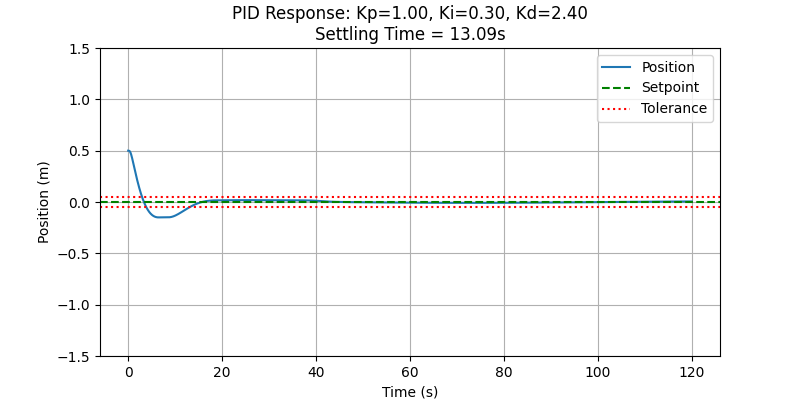 PID Response: Kp=1.00, Ki=0.30, Kd=2.40
Settling Time = 13.09s
1.5
1.0
0.5
0.0
−0.5
−1.0
−1.5
Position (m)
Position
Setpoint
Tolerance
0 20 40 60 80 100 120
Time (s)